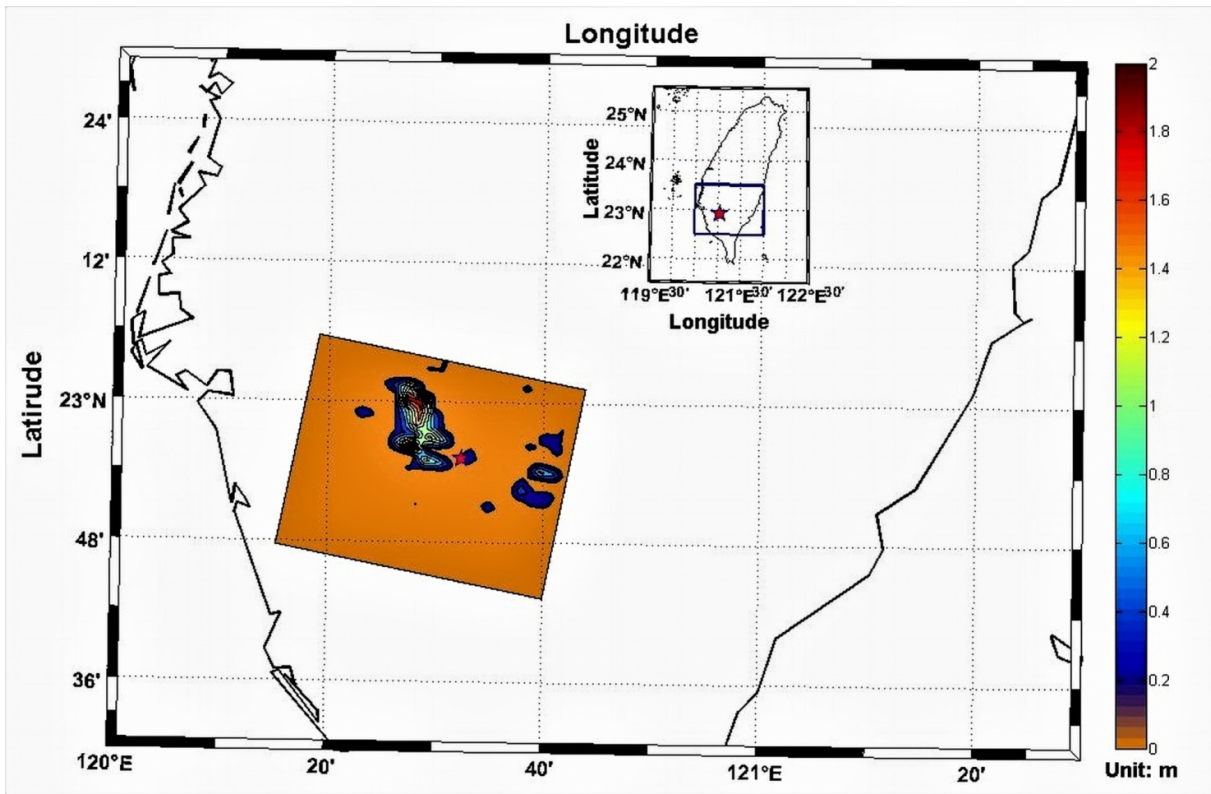 Longitude
24'
12'
23°N
48'
36'
Latirude
120°E
20'
40'
121°E
20'
25°N
24°N
23°N
22°N
Latitude
119°E30'
121°E30'
122°E30'
Longitude
2
1.8
1.6
1.4
1.2
1
0.8
0.6
0.4
0.2
0
Unit: m